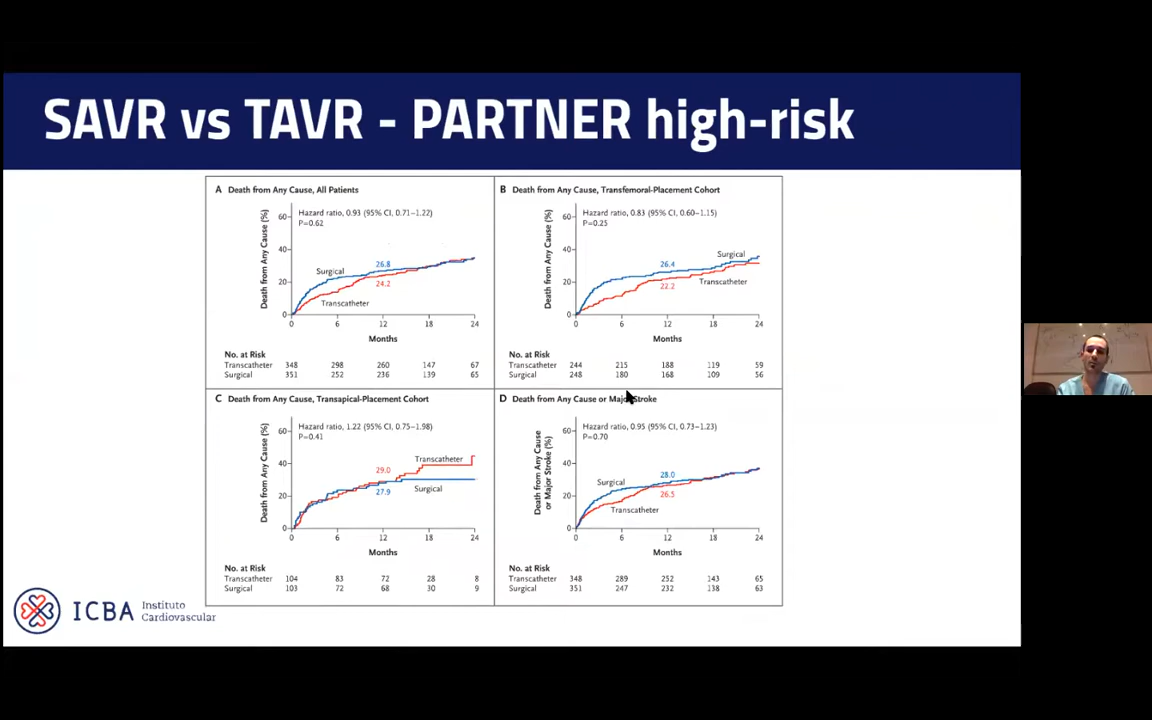 SAVR vs TAVR - PARTNER high-risk
A Death from Any Cause, All Patients
Hazard ratio, 0.93 (95% CI, 0.71–1.22)
P=0.62
Death from Any Cause (%)
60
40
20
0
Surgical
26.8
24.2
Transcatheter
0 6 12 18 24
Months
No. at Risk
Transcatheter 348 298 260 147 67
Surgical 351 252 236 139 65
B Death from Any Cause, Transfemoral-Placement Cohort
Hazard ratio, 0.83 (95% CI, 0.60–1.15)
P=0.25
Death from Any Cause (%)
60
40
20
0
Surgical
26.4
22.2
Transcatheter
0 6 12 18 24
Months
No. at Risk
Transcatheter 244 215 188 119 59
Surgical 248 180 168 109 56
C Death from Any Cause, Transapical-Placement Cohort
Hazard ratio, 1.22 (95% CI, 0.75–1.98)
P=0.41
Death from Any Cause (%)
60
40
20
0
Transcatheter
29.0
27.9
Surgical
0 6 12 18 24
Months
No. at Risk
Transcatheter 104 83 72 28 8
Surgical 103 72 68 30 9
D Death from Any Cause or Major Stroke
Hazard ratio, 0.95 (95% CI, 0.73–1.23)
P=0.70
Death from Any Cause
or Major Stroke (%)
60
40
20
0
Surgical
28.0
26.5
Transcatheter
0 6 12 18 24
Months
No. at Risk
Transcatheter 348 289 252 143 65
Surgical 351 247 232 138 63
ICBA Instituto
Cardiovascular